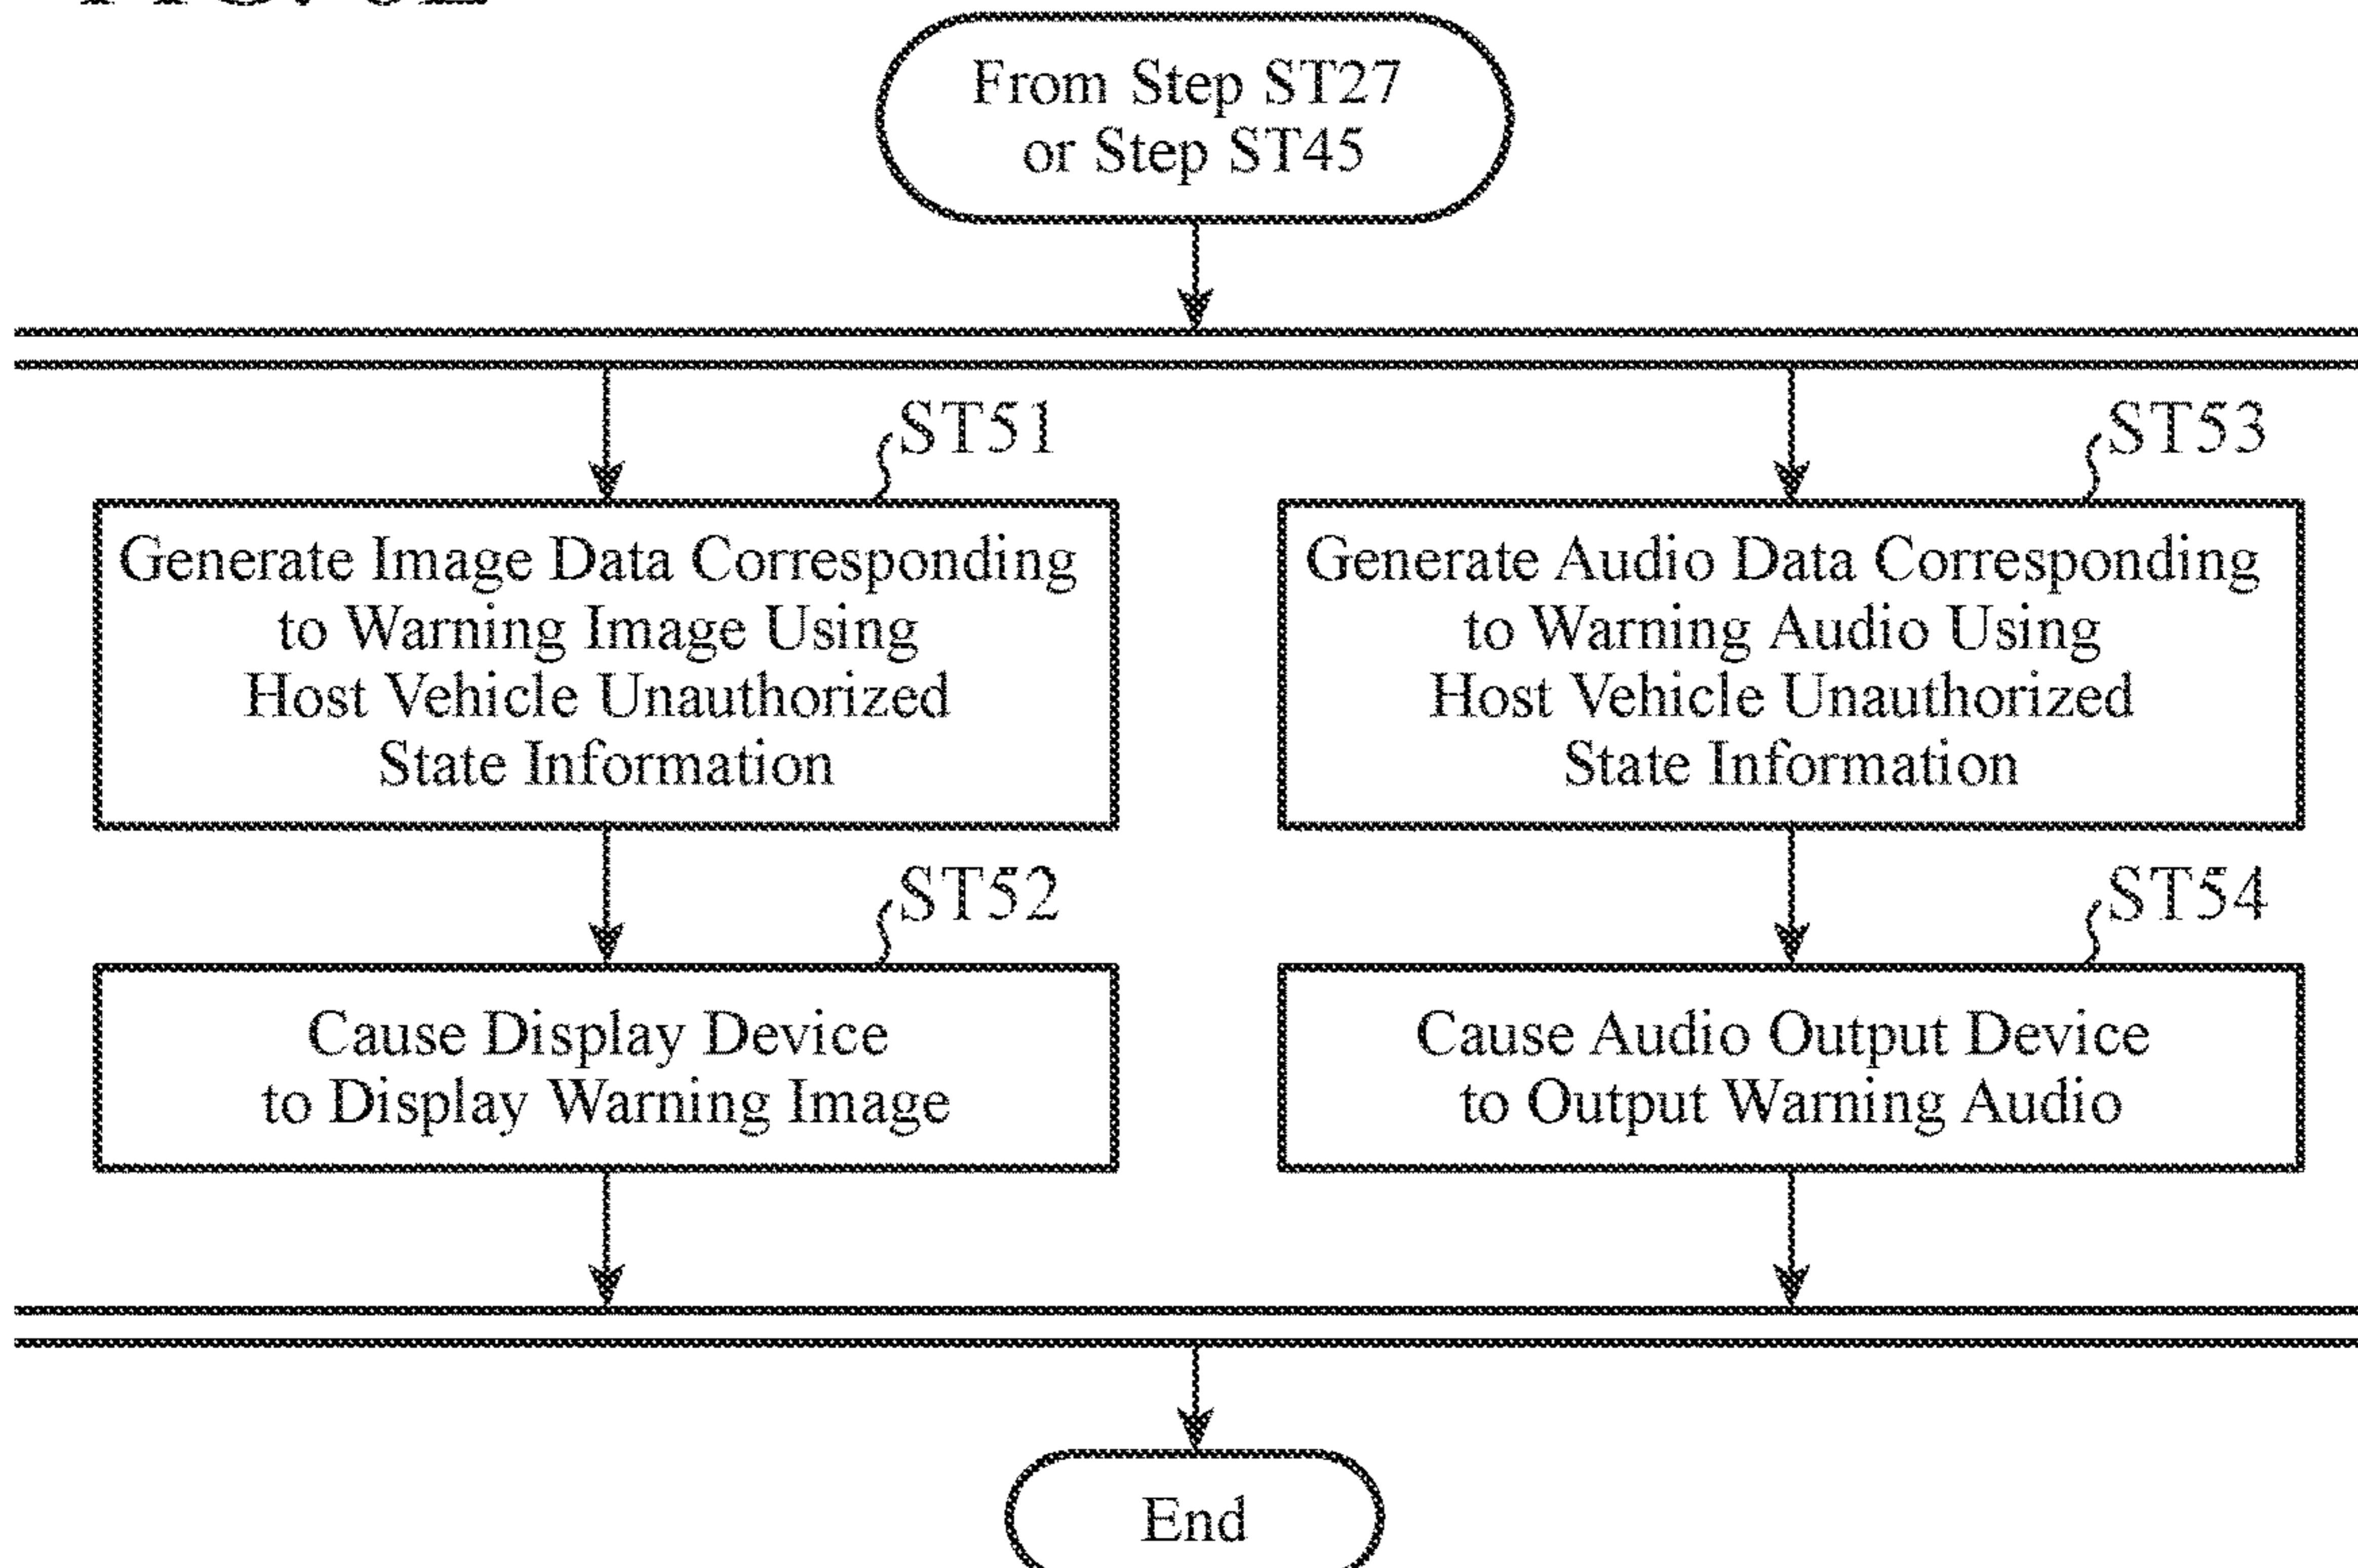 From Step ST27
or Step ST45
ST51
Generate Image Data Corresponding
to Warning Image Using
Host Vehicle Unauthorized
State Information
ST53
Generate Audio Data Corresponding
to Warning Audio Using
Host Vehicle Unauthorized
State Information
ST52
Cause Display Device
to Display Warning Image
ST54
Cause Audio Output Device
to Output Warning Audio
End